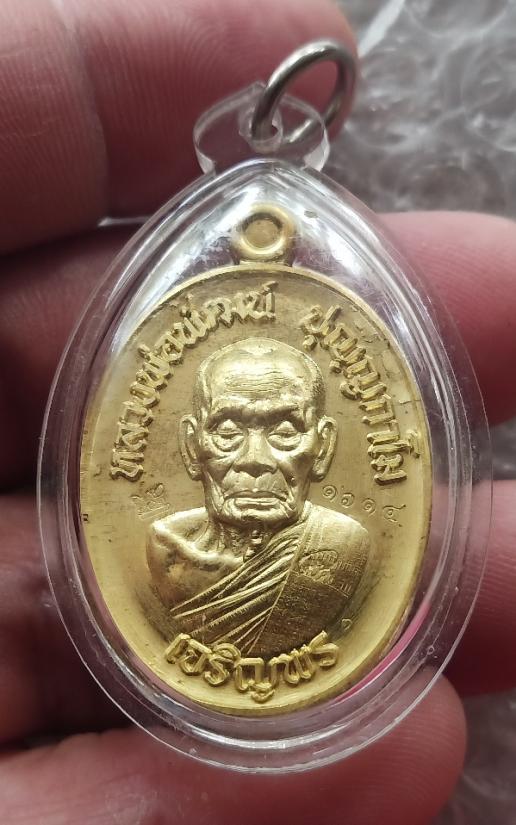 หลวงพ่อพัฒน์ ปุญฺญกาโม
๑๗๑๔
เจริญพร